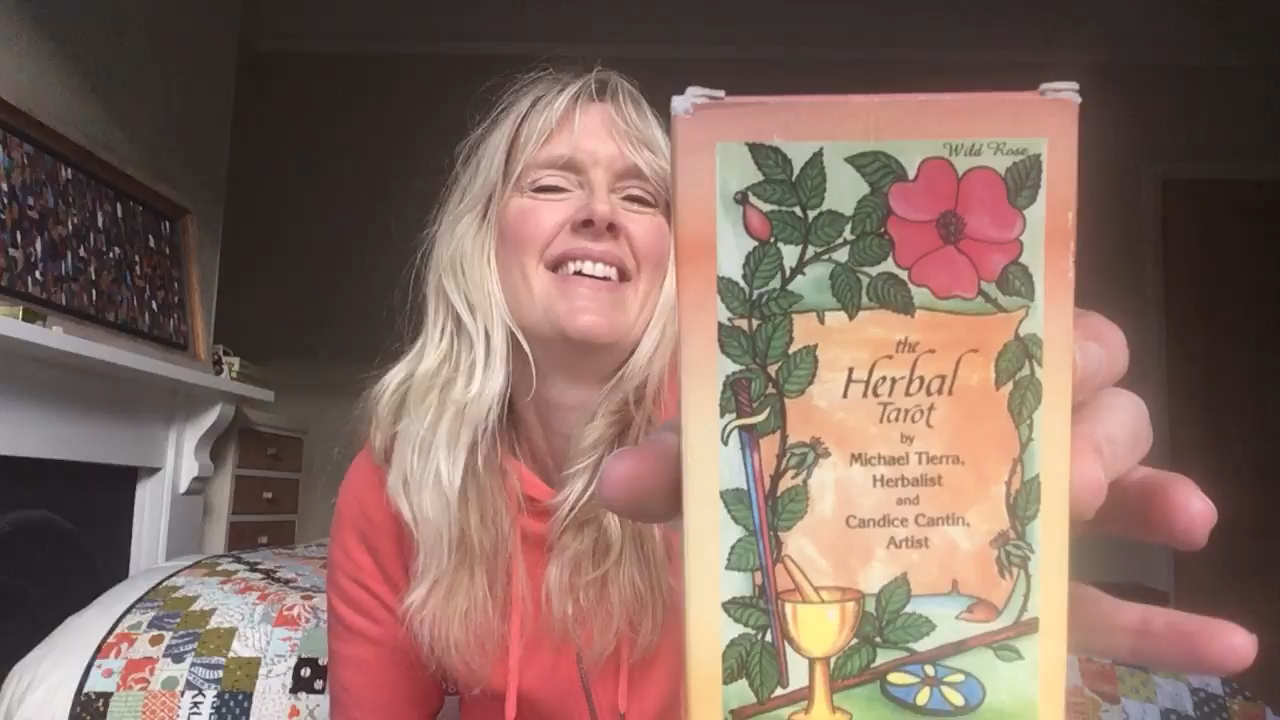 Wild Rose
the
Herbal
Tarot
by
Michael Tierra,
Herbalist
and
Candice Cantin,
Artist